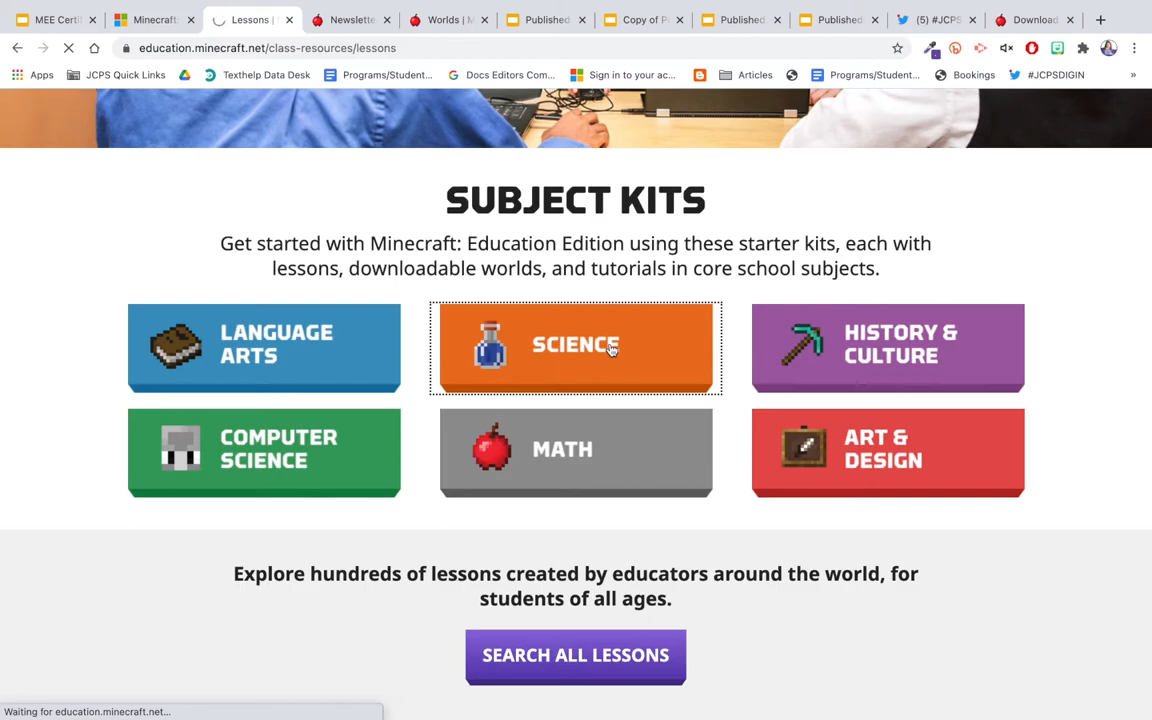 MEE Certi
Minecraft:
Lessons |
Newslette
Worlds | M
Published
Copy of P
Published
Published
(5) #JCPS
Download
education.minecraft.net/class-resources/lessons
Apps
JCPS Quick Links
Texthelp Data Desk
Programs/Student...
Docs Editors Com...
Sign in to your ac...
Articles
Programs/Student...
Bookings
#JCPSDIGIN
»
SUBJECT KITS
Get started with Minecraft: Education Edition using these starter kits, each with
lessons, downloadable worlds, and tutorials in core school subjects.
LANGUAGE
ARTS
SCIENCE
HISTORY &
CULTURE
COMPUTER
SCIENCE
MATH
ART &
DESIGN
Explore hundreds of lessons created by educators around the world, for
students of all ages.
SEARCH ALL LESSONS
Waiting for education.minecraft.net...